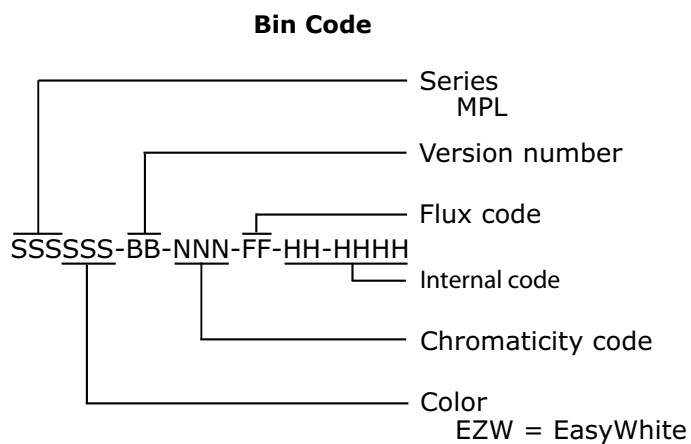 Bin Code
Series
MPL
Version number
Flux code
SSSSSS-BB-NNN-FF-HH-HHHH
Internal code
Chromaticity code
Color
EZW = EasyWhite